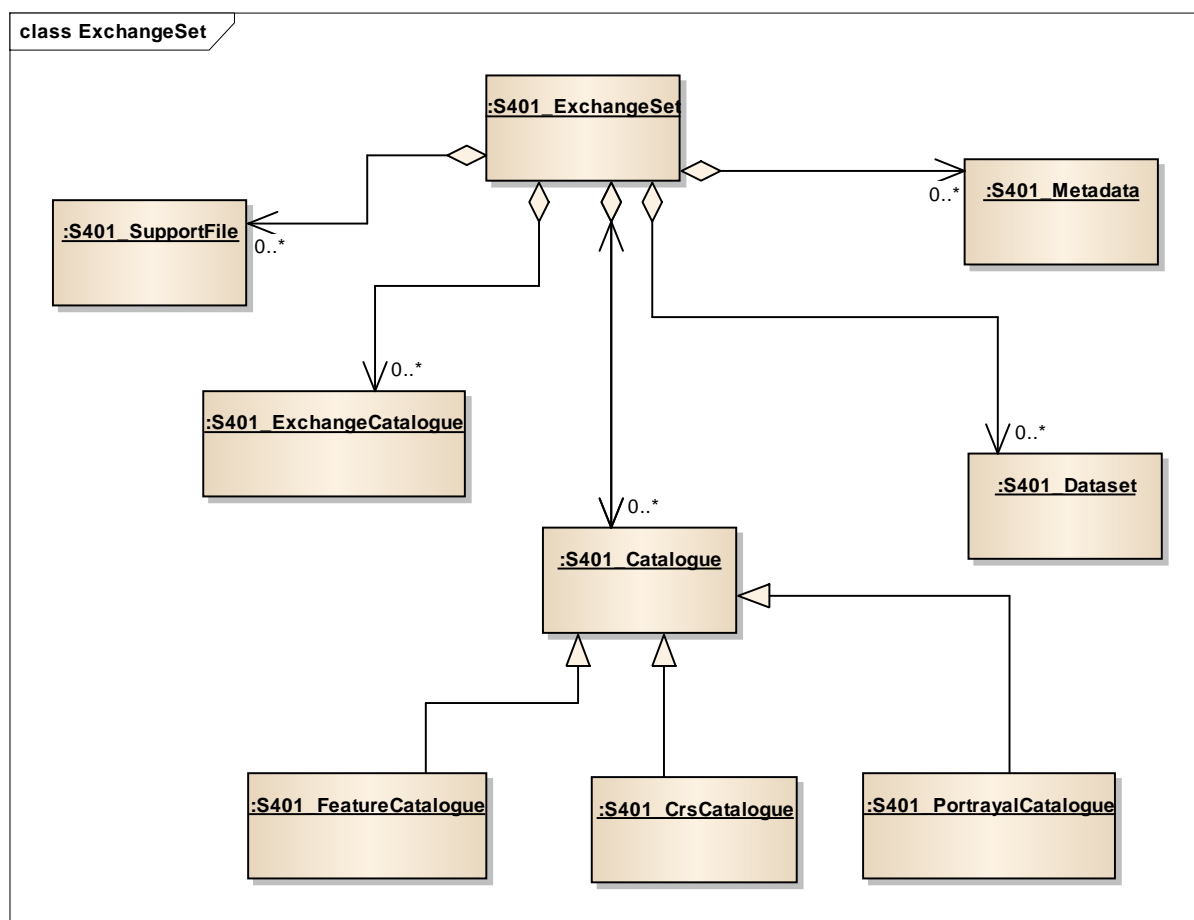 class ExchangeSet
:S401_ExchangeSet
:S401_Metadata
0..*
:S401_SupportFile
0..*
0..*
:S401_ExchangeCatalogue
0..*
:S401_Dataset
0..*
:S401_Catalogue
:S401_FeatureCatalogue
:S401_CrsCatalogue
:S401_PortrayalCatalogue